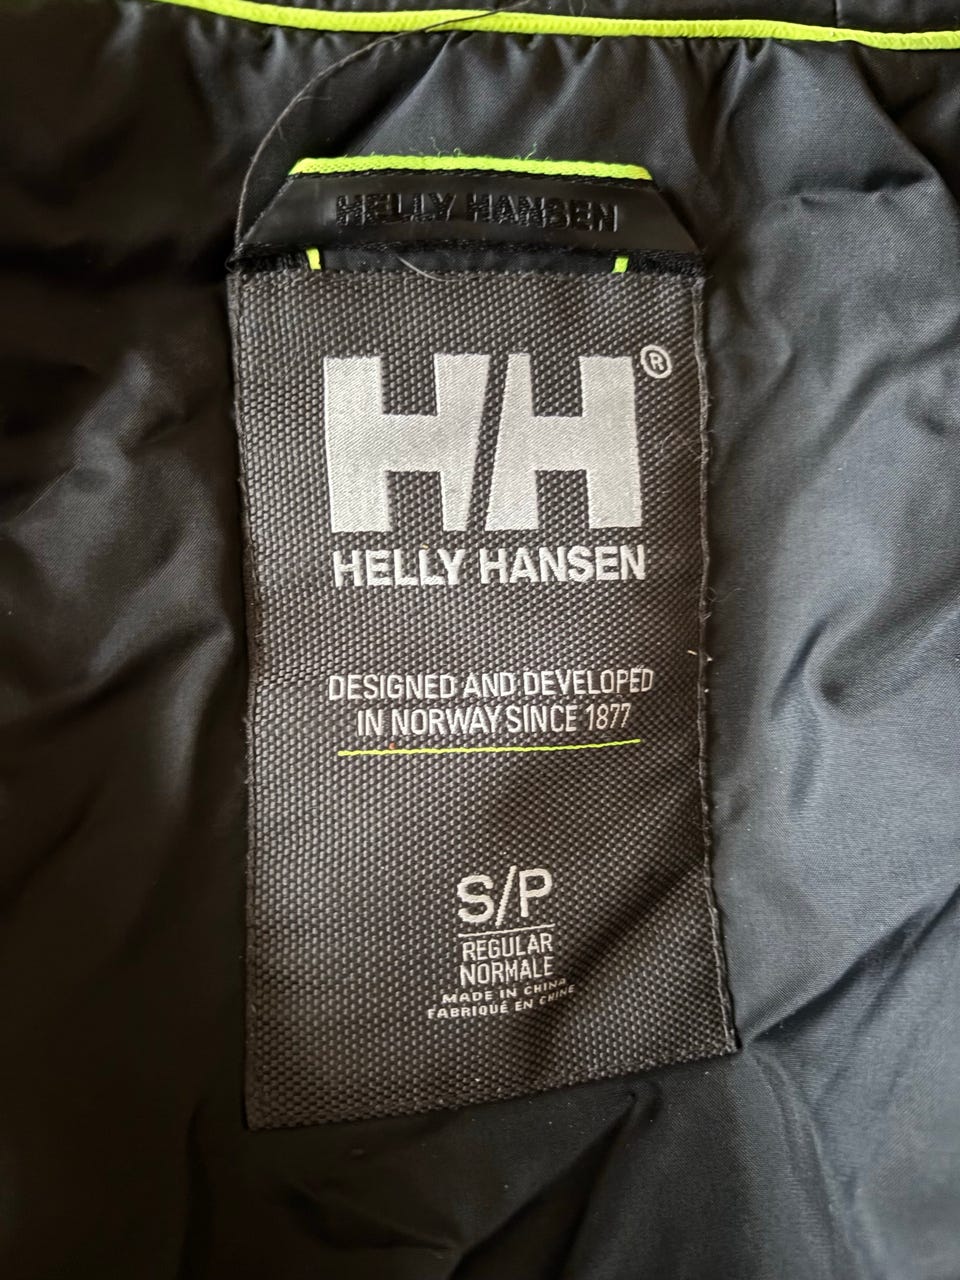 HELLY HANSEN
HH®
HELLY HANSEN
DESIGNED AND DEVELOPED
IN NORWAY SINCE 1877
S/P
REGULAR
NORMALE
MADE IN CHINA
FABRIQUÉ EN CHINE